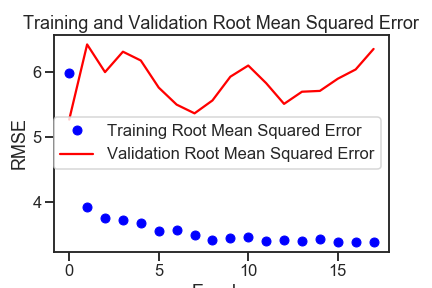 Training and Validation Root Mean Squared Error
RMSE
6
5
4
Training Root Mean Squared Error
Validation Root Mean Squared Error
0
5
10
15